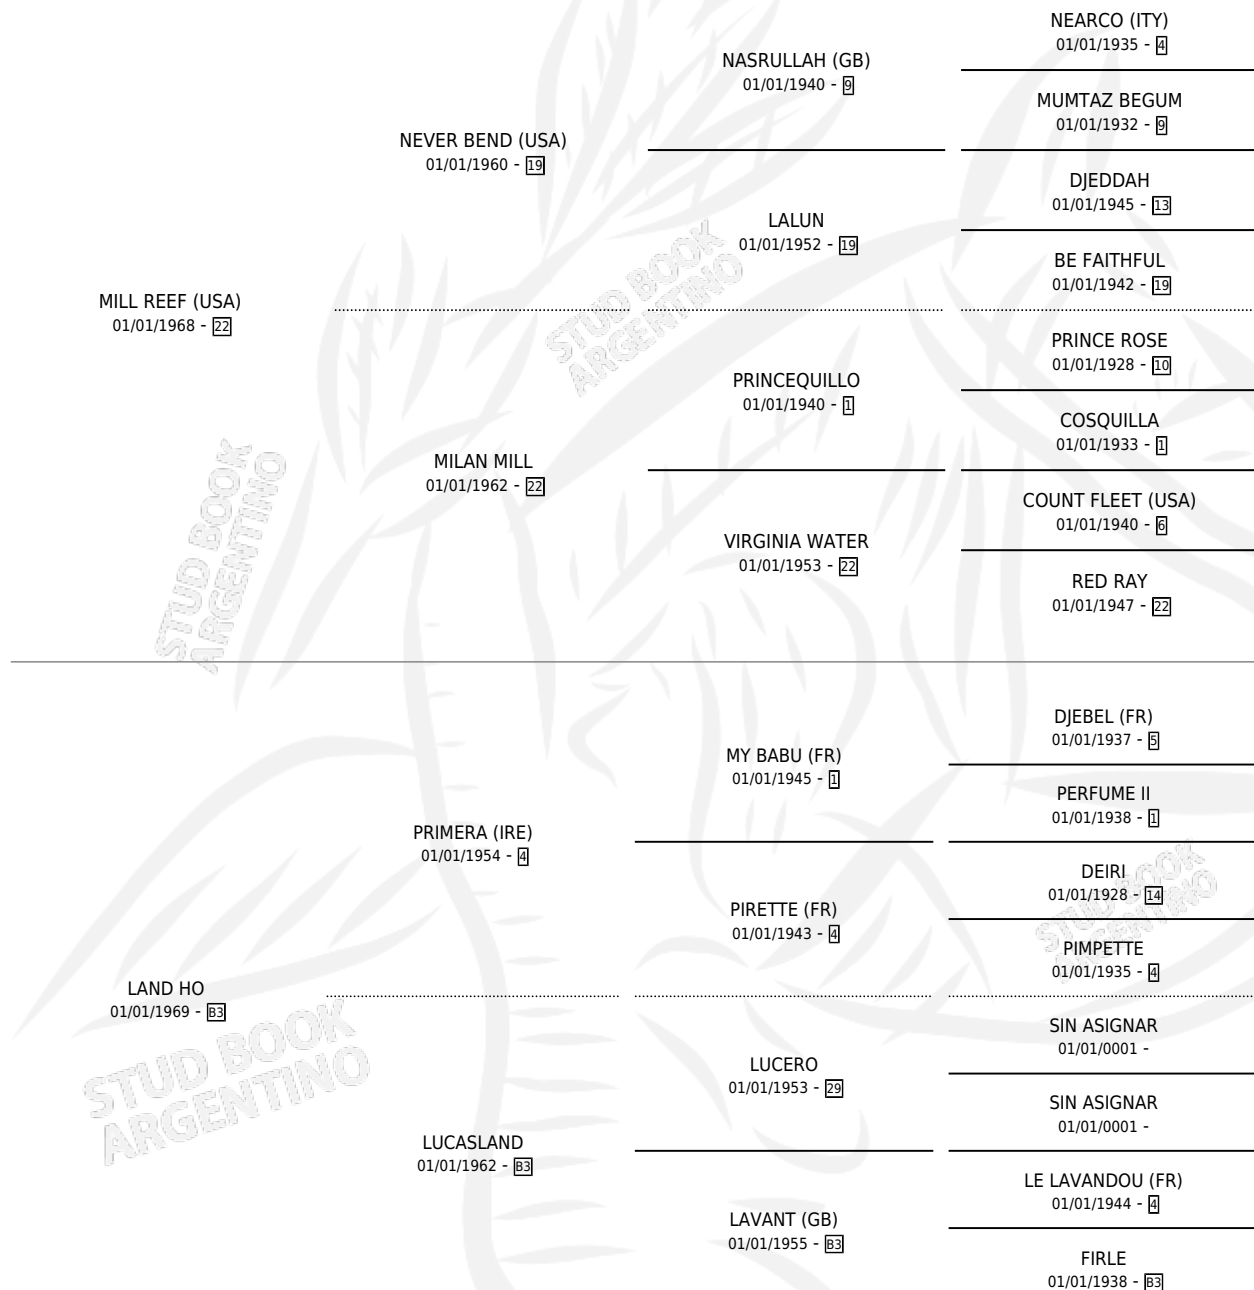 NEARCO (ITY)
01/01/1935 - 4
NASRULLAH (GB)
01/01/1940 - 9
MUMTAZ BEGUM
01/01/1932 - 9
NEVER BEND (USA)
01/01/1960 - 19
DJEDDAH
01/01/1945 - 13
LALUN
01/01/1952 - 19
BE FAITHFUL
01/01/1942 - 19
MILL REEF (USA)
01/01/1968 - 22
STUD BOOK
ARGENTINO
PRINCE ROSE
01/01/1928 - 10
PRINCEQUILLO
01/01/1940 - 1
COSQUILLA
01/01/1933 - 1
MILAN MILL
01/01/1962 - 22
COUNT FLEET (USA)
01/01/1940 - 6
VIRGINIA WATER
01/01/1953 - 22
RED RAY
01/01/1947 - 22
STUD BOOK
ARGENTINO
DJEBEL (FR)
01/01/1937 - 5
MY BABU (FR)
01/01/1945 - 1
PERFUME II
01/01/1938 - 1
PRIMERA (IRE)
01/01/1954 - 4
DEIRI
01/01/1928 - 14
PIRETTE (FR)
01/01/1943 - 4
STUD BOOK
ARGENTINO
PIMPETTE
01/01/1935 - 4
LAND HO
01/01/1969 - B3
SIN ASIGNAR
01/01/0001 -
LUCERO
01/01/1953 - 29
SIN ASIGNAR
01/01/0001 -
STUD BOOK
ARGENTINO
LUCASLAND
01/01/1962 - B3
LE LAVANDOU (FR)
01/01/1944 - 4
LAVANT (GB)
01/01/1955 - B3
FIRLE
01/01/1938 - B3